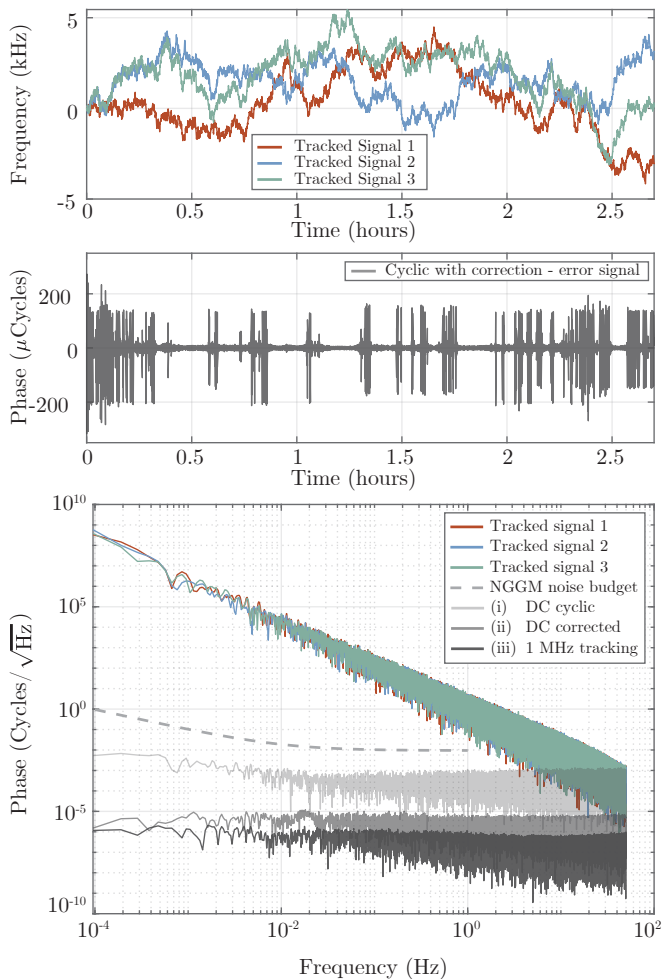 5
0
-5
Frequency (kHz)
Tracked Signal 1
Tracked Signal 2
Tracked Signal 3
0 0.5 1 1.5 2 2.5
Time (hours)
200
0
-200
Phase (μCycles)
Cyclic with correction - error signal
0 0.5 1 1.5 2 2.5
Time (hours)
10^10
10^5
10^0
10^-5
10^-10
Phase (Cycles/√Hz)
Tracked signal 1
Tracked signal 2
Tracked signal 3
NGGM noise budget
(i) DC cyclic
(ii) DC corrected
(iii) 1 MHz tracking
10^-4 10^-2 10^0 10^2
Frequency (Hz)